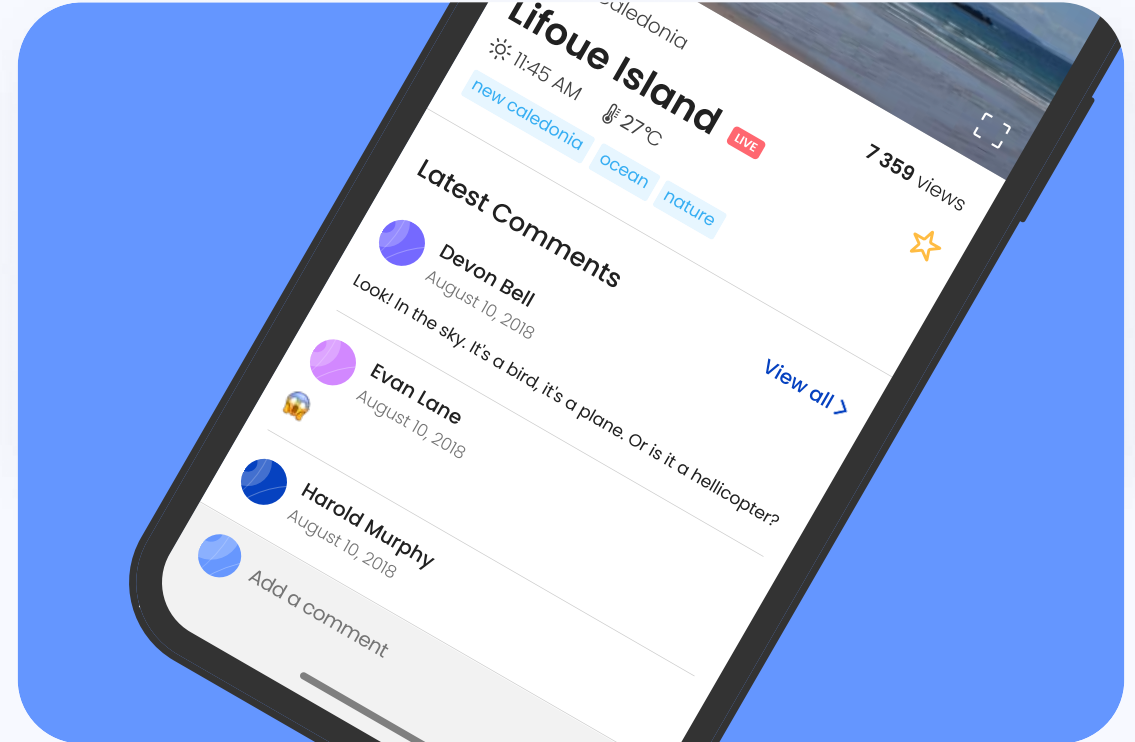 aledonia
Lifoue Island LIVE
11:45 AM 27°C
7 359 views
new caledonia ocean nature
Latest Comments
View all
Devon Bell
August 10, 2018
Look! In the sky. It's a bird, it's a plane. Or is it a hellicopter?
Evan Lane
August 10, 2018
😱
Harold Murphy
August 10, 2018
Add a comment